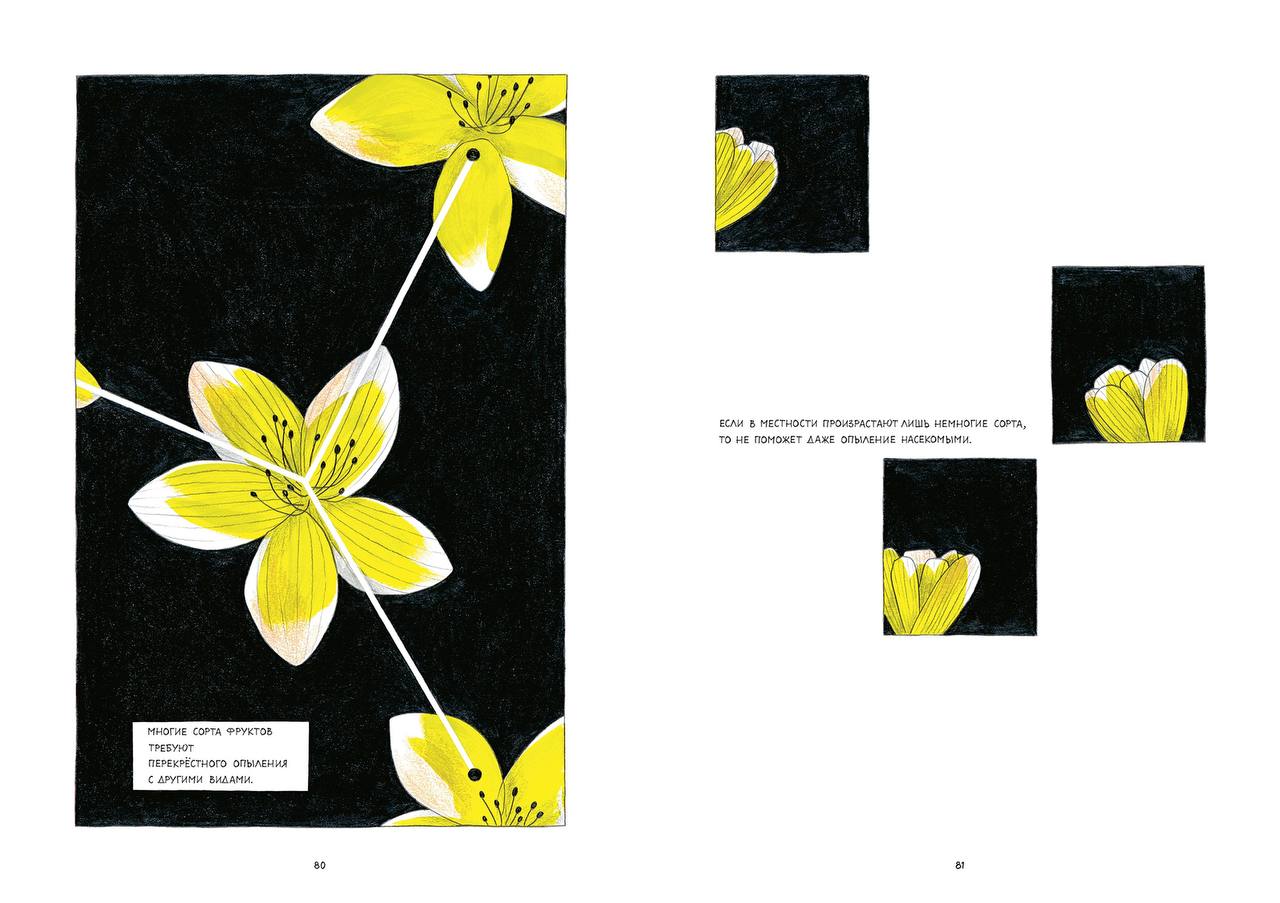 МНОГИЕ СОРТА ФРУКТОВ
ТРЕБУЮТ
ПЕРЕКРЁСТНОГО ОПЫЛЕНИЯ
С ДРУГИМИ ВИДАМИ.
80
ЕСЛИ В МЕСТНОСТИ ПРОИЗРАСТАЮТ ЛИШЬ НЕМНОГИЕ СОРТА,
ТО НЕ ПОМОЖЕТ ДАЖЕ ОПЫЛЕНИЕ НАСЕКОМЫМИ.
81